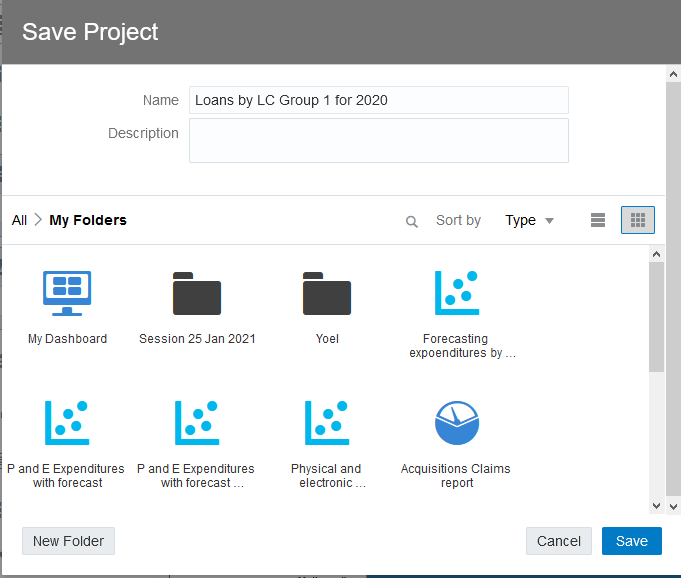 Save Project
Name
Loans by LC Group 1 for 2020
Description
All
My Folders
Sort by
Type
My Dashboard
Session 25 Jan 2021
Yoel
Forecasting
expoenditures by ...
P and E Expenditures
with forecast
P and E Expenditures
with forecast ...
Physical and
electronic ...
Acquisitions Claims
report
New Folder
Cancel
Save